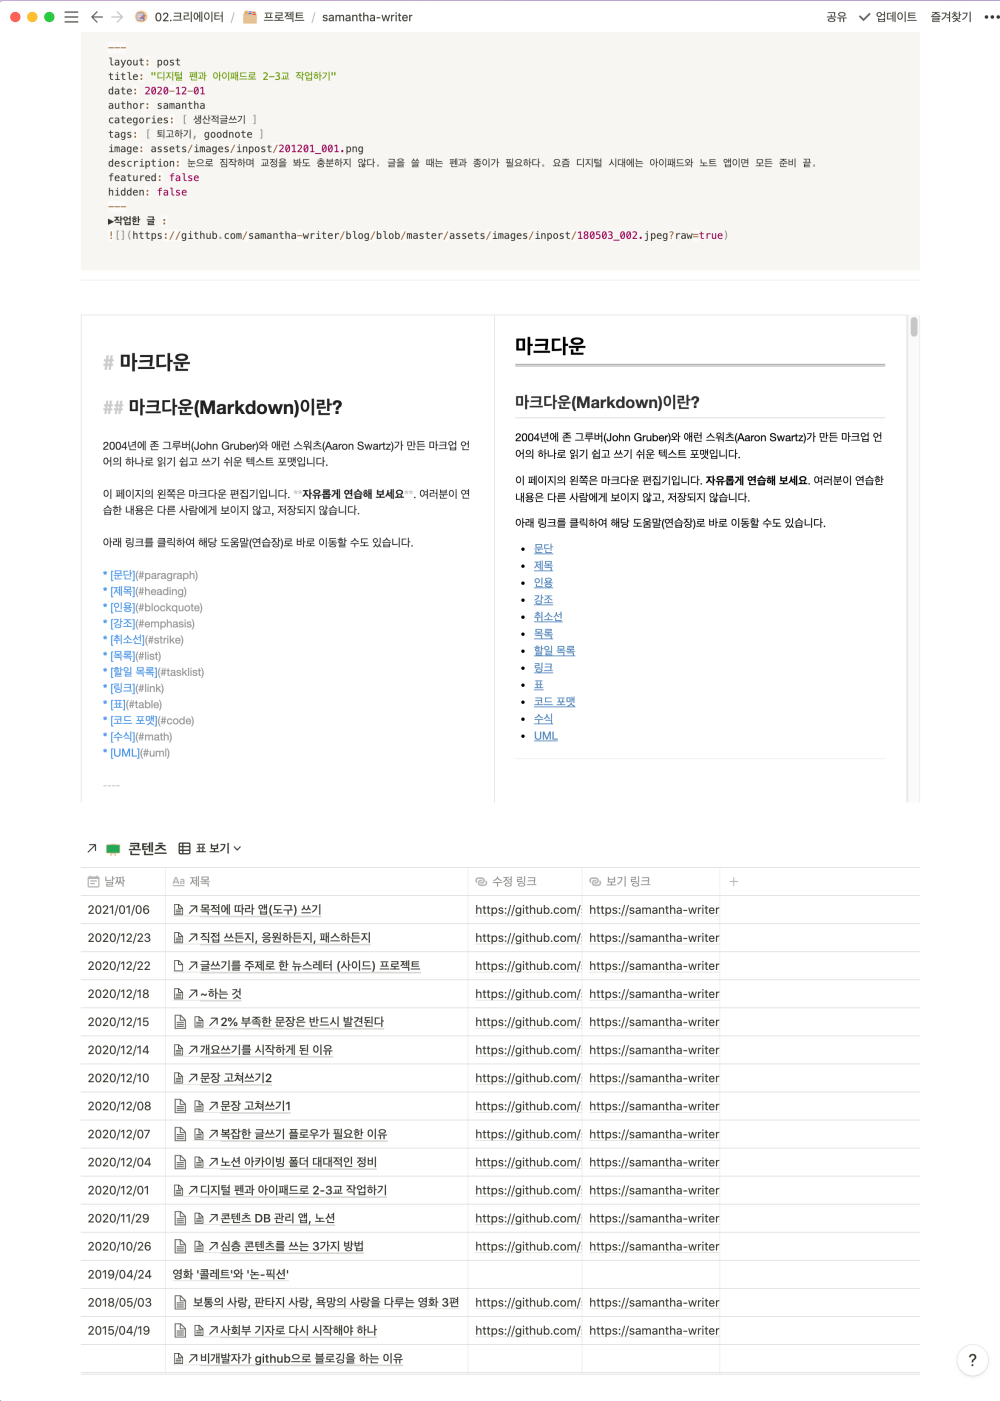 02.크리에이터 / 프로젝트 / samantha-writer 공유 업데이트 즐겨찾기 •••
---
layout: post
title: "디지털 펜과 아이패드로 2-3교 작업하기"
date: 2020-12-01
author: samantha
categories: [ 생산적글쓰기 ]
tags: [ 퇴고하기, goodnote ]
image: assets/images/inpost/201201_001.png
description: 눈으로 짐작하며 교정을 봐도 충분하지 않다. 글을 쓸 때는 펜과 종이가 필요하다. 요즘 디지털 시대에는 아이패드와 노트 앱이면 모든 준비 끝.
featured: false
hidden: false
---
▶작업한 글 :
![](https://github.com/samantha-writer/blog/blob/master/assets/images/inpost/180503_002.jpeg?raw=true)
# 마크다운
## 마크다운(Markdown)이란?
2004년에 존 그루버(John Gruber)와 애런 스워츠(Aaron Swartz)가 만든 마크업 언
어의 하나로 읽기 쉽고 쓰기 쉬운 텍스트 포맷입니다.
이 페이지의 왼쪽은 마크다운 편집기입니다. **자유롭게 연습해 보세요**. 여러분이 연
습한 내용은 다른 사람에게 보이지 않고, 저장되지 않습니다.
아래 링크를 클릭하여 해당 도움말(연습장)로 바로 이동할 수도 있습니다.
* [문단](#paragraph)
* [제목](#heading)
* [인용](#blockquote)
* [강조](#emphasis)
* [취소선](#strike)
* [목록](#list)
* [할일 목록](#tasklist)
* [링크](#link)
* [표](#table)
* [코드 포맷](#code)
* [수식](#math)
* [UML](#uml)
----
마크다운
마크다운(Markdown)이란?
2004년에 존 그루버(John Gruber)와 애런 스워츠(Aaron Swartz)가 만든 마크업 언
어의 하나로 읽기 쉽고 쓰기 쉬운 텍스트 포맷입니다.
이 페이지의 왼쪽은 마크다운 편집기입니다. 자유롭게 연습해 보세요. 여러분이 연습한
내용은 다른 사람에게 보이지 않고, 저장되지 않습니다.
아래 링크를 클릭하여 해당 도움말(연습장)로 바로 이동할 수도 있습니다.
• 문단
• 제목
• 인용
• 강조
• 취소선
• 목록
• 할일 목록
• 링크
• 표
• 코드 포맷
• 수식
• UML
↗ 콘텐츠 표 보기
날짜 Aa 제목 수정 링크 보기 링크 +
2021/01/06 ↗목적에 따라 앱(도구) 쓰기 https://github.com/ https://samantha-writer
2020/12/23 ↗직접 쓰든지, 응원하든지, 패스하든지 https://github.com/ https://samantha-writer
2020/12/22 ↗글쓰기를 주제로 한 뉴스레터 (사이드) 프로젝트 https://github.com/ https://samantha-writer
2020/12/18 ↗~하는 것 https://github.com/ https://samantha-writer
2020/12/15 ↗2% 부족한 문장은 반드시 발견된다 https://github.com/ https://samantha-writer
2020/12/14 ↗개요쓰기를 시작하게 된 이유 https://github.com/ https://samantha-writer
2020/12/10 ↗문장 고쳐쓰기2 https://github.com/ https://samantha-writer
2020/12/08 ↗문장 고쳐쓰기1 https://github.com/ https://samantha-writer
2020/12/07 ↗복잡한 글쓰기 플로우가 필요한 이유 https://github.com/ https://samantha-writer
2020/12/04 ↗노션 아카이빙 폴더 대대적인 정비 https://github.com/ https://samantha-writer
2020/12/01 ↗디지털 펜과 아이패드로 2-3교 작업하기 https://github.com/ https://samantha-writer
2020/11/29 ↗콘텐츠 DB 관리 앱, 노션 https://github.com/ https://samantha-writer
2020/10/26 ↗심층 콘텐츠를 쓰는 3가지 방법 https://github.com/ https://samantha-writer
2019/04/24 영화 '콜레트'와 '논-픽션'
2018/05/03 보통의 사랑, 판타지 사랑, 욕망의 사랑을 다루는 영화 3편 https://github.com/ https://samantha-writer
2015/04/19 ↗사회부 기자로 다시 시작해야 하나 https://github.com/ https://samantha-writer
↗비개발자가 github으로 블로깅을 하는 이유
?